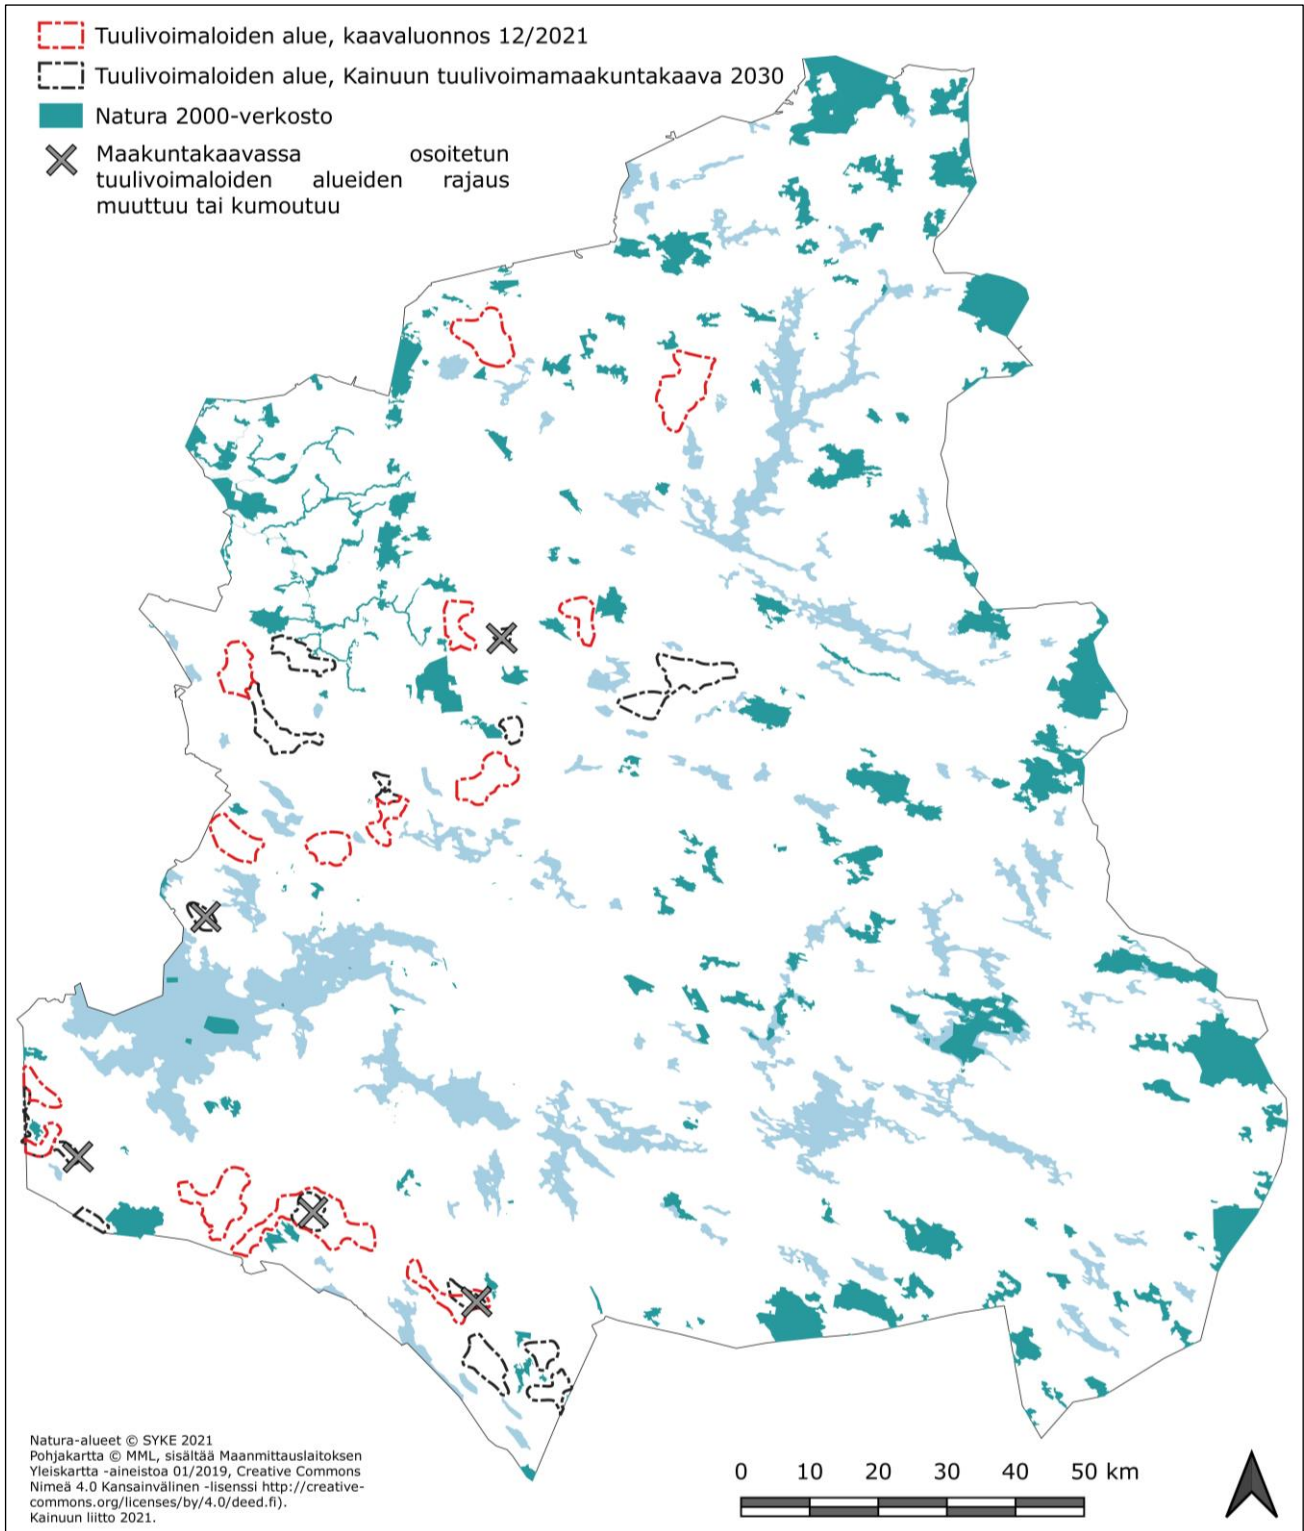 Tuulivoimaloiden alue, kaavaluonnos 12/2021
Tuulivoimaloiden alue, Kainuun tuulivoimamaakuntakaava 2030
Natura 2000-verkosto
Maakuntakaavassa osoitetun
tuulivoimaloiden alueiden rajaus
muuttuu tai kumoutuu
Natura-alueet © SYKE 2021
Pohjakartta © MML, sisältää Maanmittauslaitoksen
Yleiskartta -aineistoa 01/2019, Creative Commons
Nimeä 4.0 Kansainvälinen -lisenssi http://creative-
commons.org/licenses/by/4.0/deed.fi).
Kainuun liitto 2021.
0 10 20 30 40 50 km